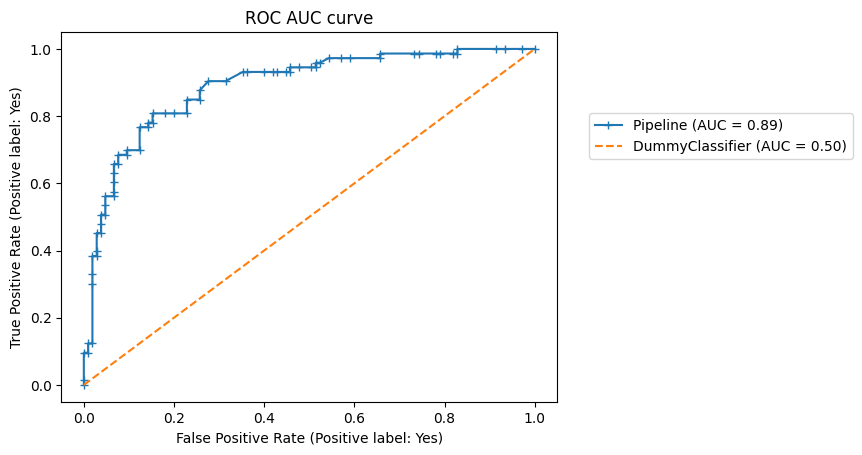 ROC AUC curve
True Positive Rate (Positive label: Yes)
1.0
0.8
0.6
0.4
0.2
0.0
0.0 0.2 0.4 0.6 0.8 1.0
False Positive Rate (Positive label: Yes)
Pipeline (AUC = 0.89)
DummyClassifier (AUC = 0.50)